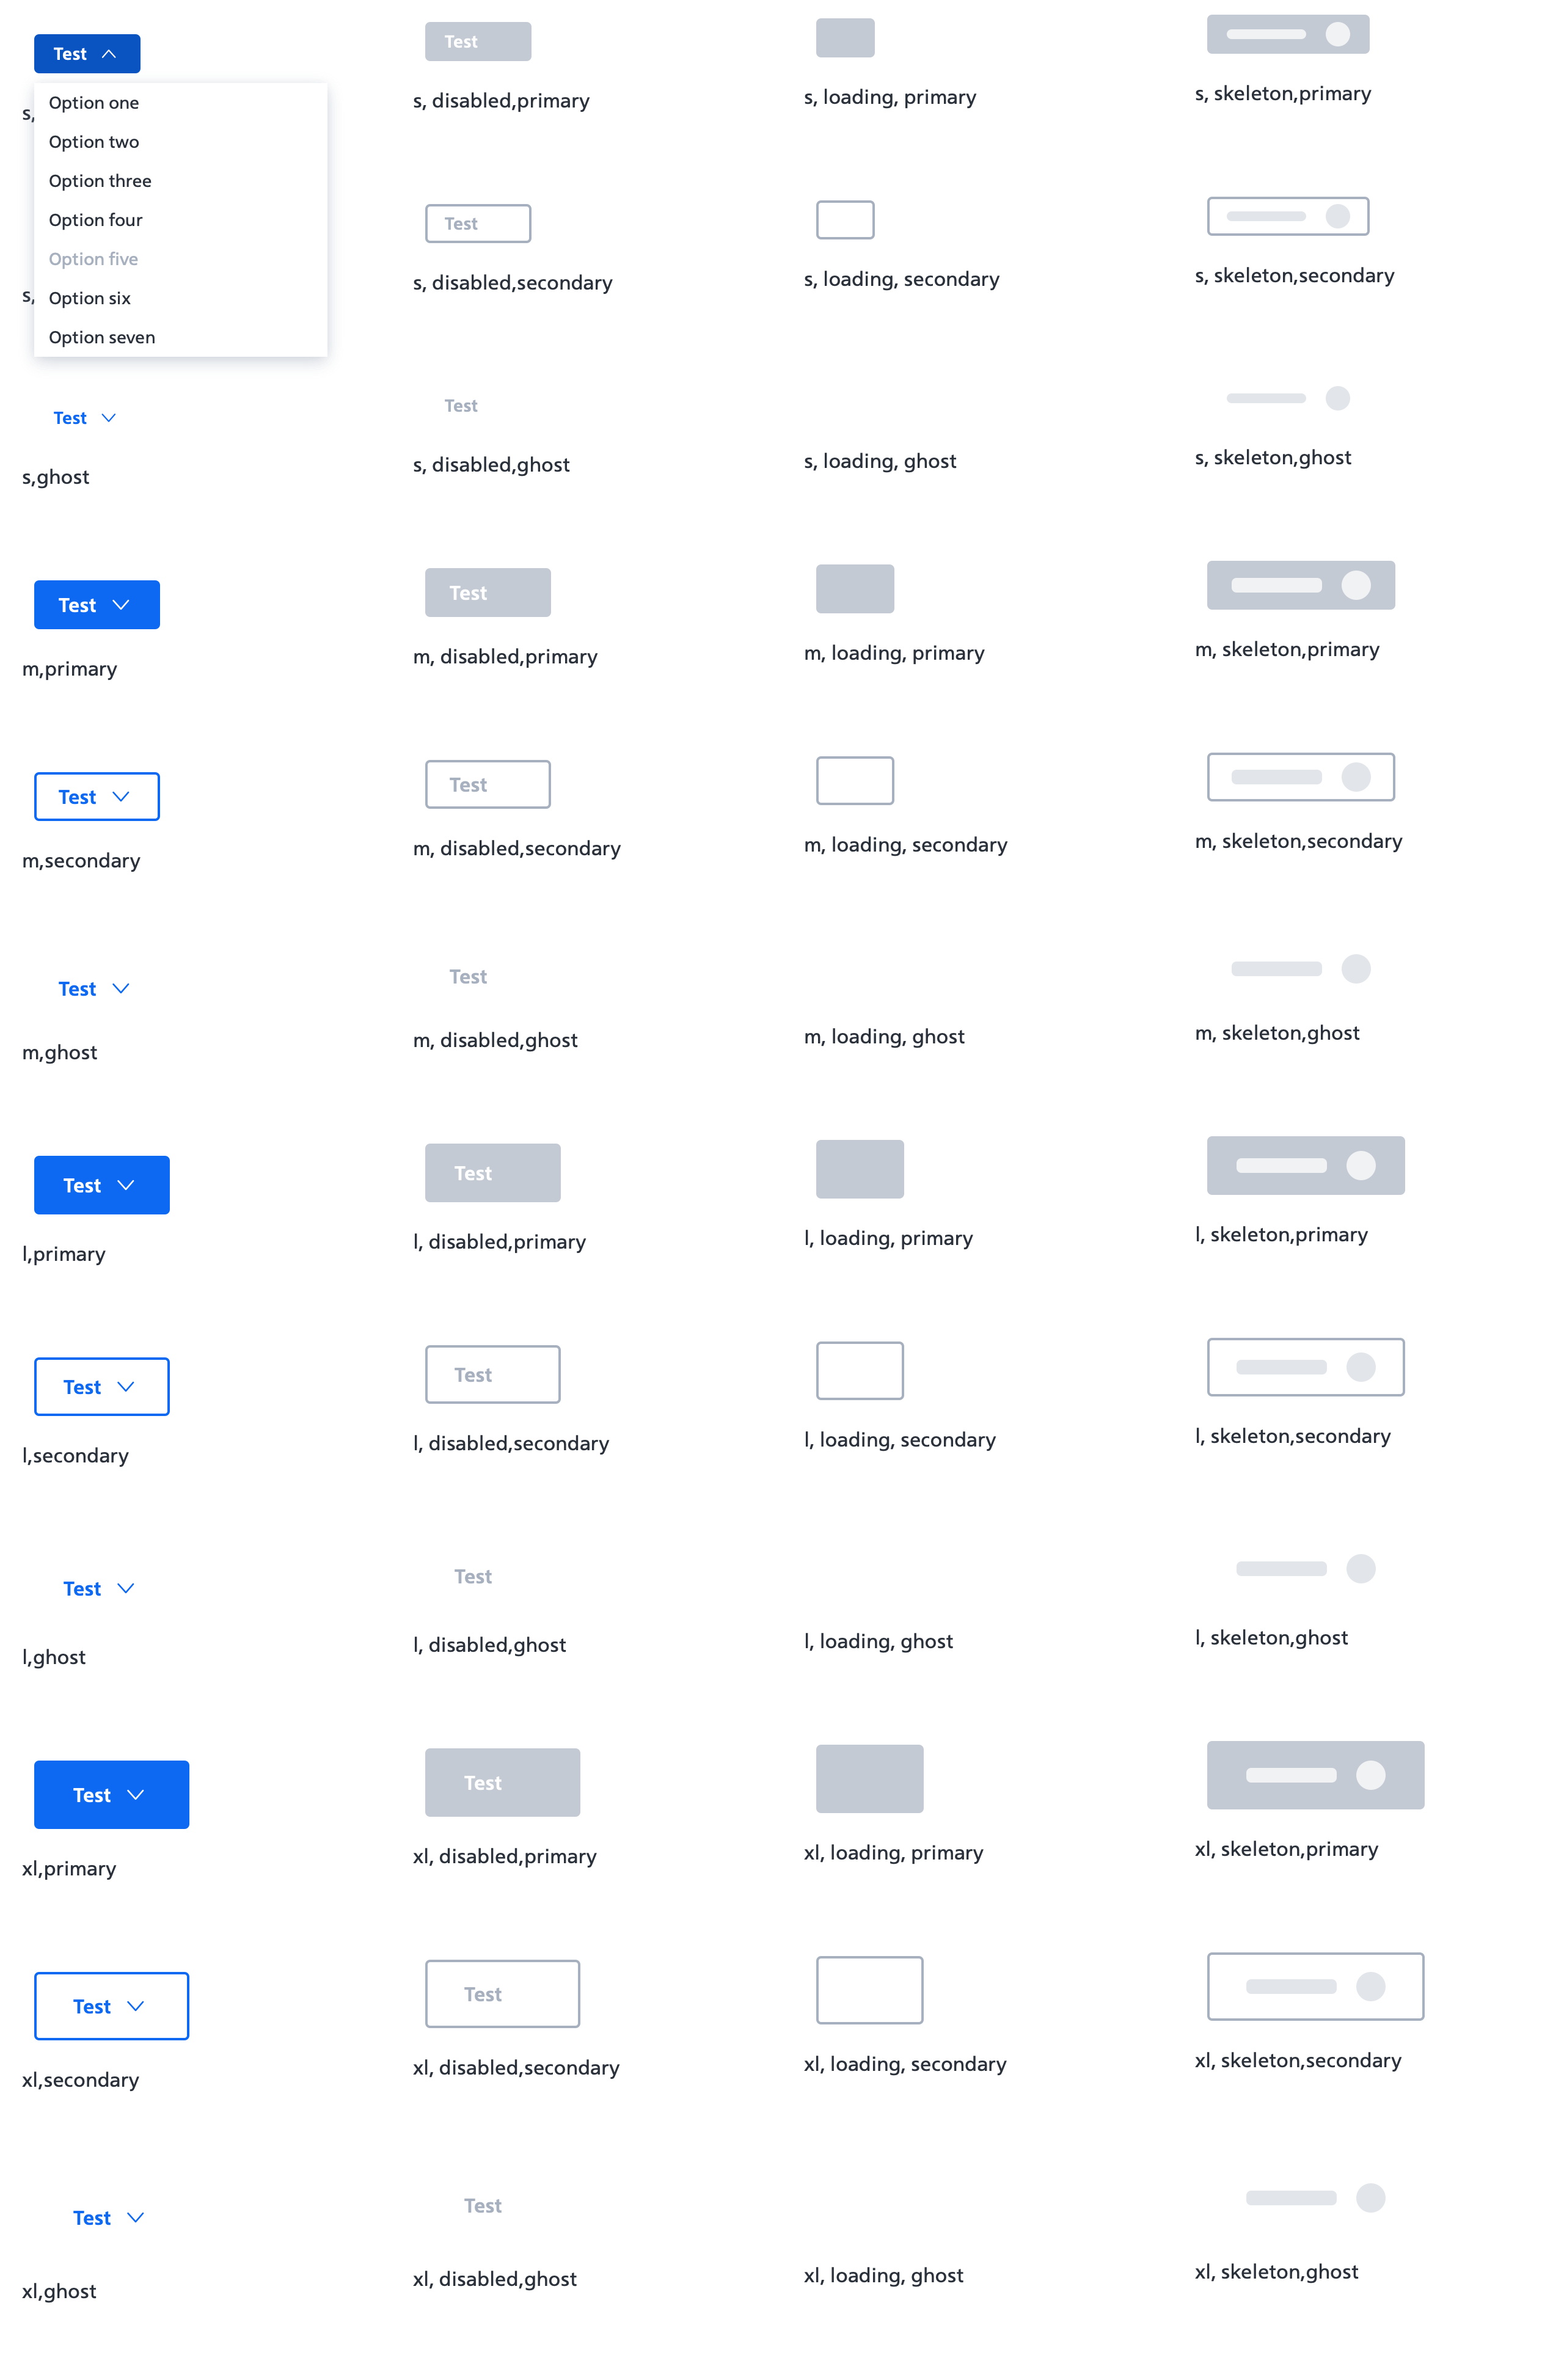 Test
Test
s, disabled,primary
s, loading, primary
s, skeleton,primary
s,
Option one
Option two
Option three
Option four
Option five
Option six
Option seven
Test
s, disabled,secondary
s, loading, secondary
s, skeleton,secondary
s,
Test
Test
s,ghost
s, disabled,ghost
s, loading, ghost
s, skeleton,ghost
Test
Test
m,primary
m, disabled,primary
m, loading, primary
m, skeleton,primary
Test
Test
m,secondary
m, disabled,secondary
m, loading, secondary
m, skeleton,secondary
Test
Test
m,ghost
m, disabled,ghost
m, loading, ghost
m, skeleton,ghost
Test
Test
l,primary
l, disabled,primary
l, loading, primary
l, skeleton,primary
Test
Test
l,secondary
l, disabled,secondary
l, loading, secondary
l, skeleton,secondary
Test
Test
l,ghost
l, disabled,ghost
l, loading, ghost
l, skeleton,ghost
Test
Test
xl,primary
xl, disabled,primary
xl, loading, primary
xl, skeleton,primary
Test
Test
xl,secondary
xl, disabled,secondary
xl, loading, secondary
xl, skeleton,secondary
Test
Test
xl,ghost
xl, disabled,ghost
xl, loading, ghost
xl, skeleton,ghost